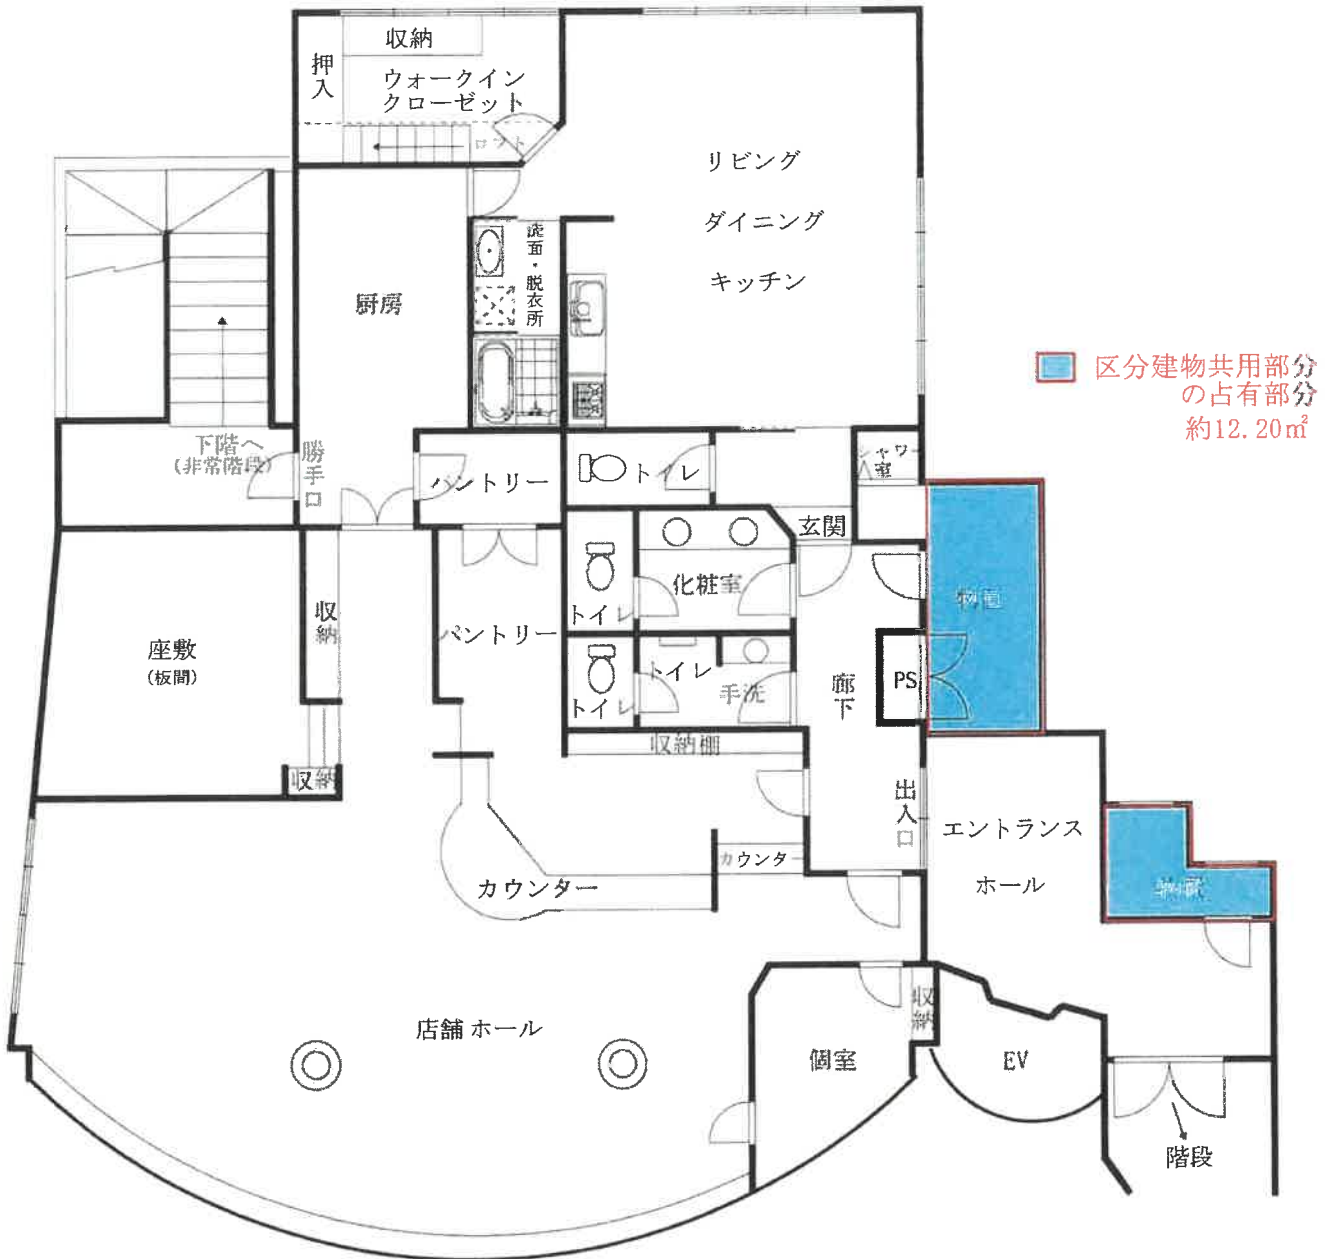 収納
押入
ウォークイン
クローゼット
ロフト
リビング
ダイニング
キッチン
洗面・脱衣所
厨房
区分建物共用部分
の占有部分
約12.20㎡
下階へ
(非常階段)
勝手口
パントリー
トイレ
シャワー
室
玄関
化粧室
物置
トイレ
収納
パントリー
座敷
(板間)
トイレ
手洗
トイレ
廊下
PS
収納棚
収納
出入口
エントランス
ホール
カウンター
カウンター
物置
店舗ホール
収納
個室
EV
階段